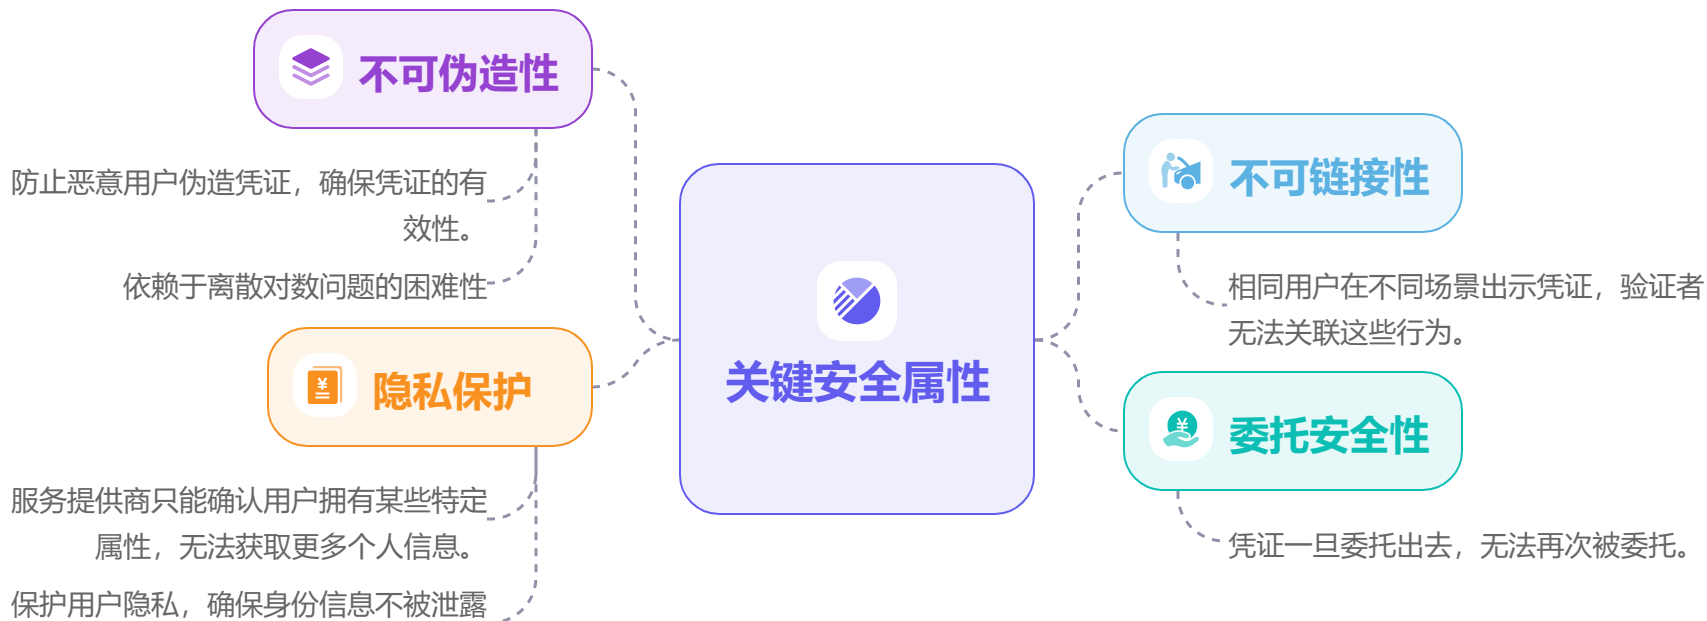 不可伪造性
防止恶意用户伪造凭证，确保凭证的有
效性。
依赖于离散对数问题的困难性
隐私保护
服务提供商只能确认用户拥有某些特定
属性，无法获取更多个人信息。
保护用户隐私，确保身份信息不被泄露
关键安全属性
不可链接性
相同用户在不同场景出示凭证，验证者
无法关联这些行为。
委托安全性
凭证一旦委托出去，无法再次被委托。